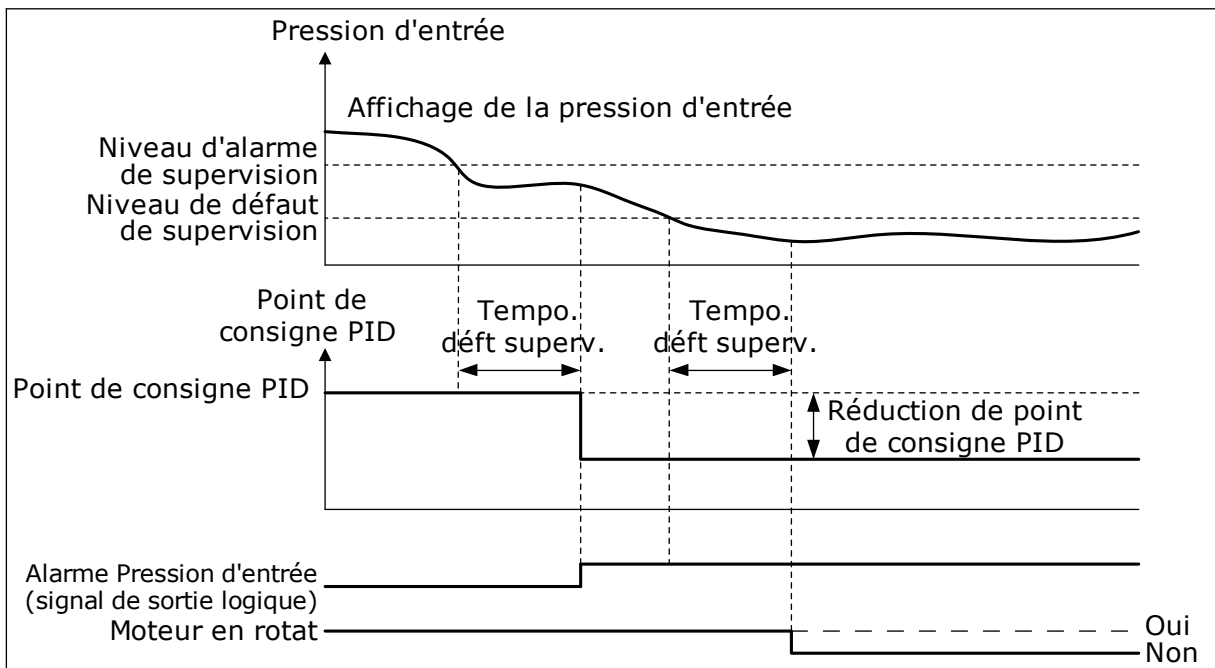 Pression d'entrée
Affichage de la pression d'entrée
Niveau d'alarme
de supervision
Niveau de défaut
de supervision
Point de
consigne PID
Tempo.
déft superv.
Tempo.
déft superv.
Point de consigne PID
Réduction de point
de consigne PID
Alarme Pression d'entrée
(signal de sortie logique)
Moteur en rotat
Oui
Non